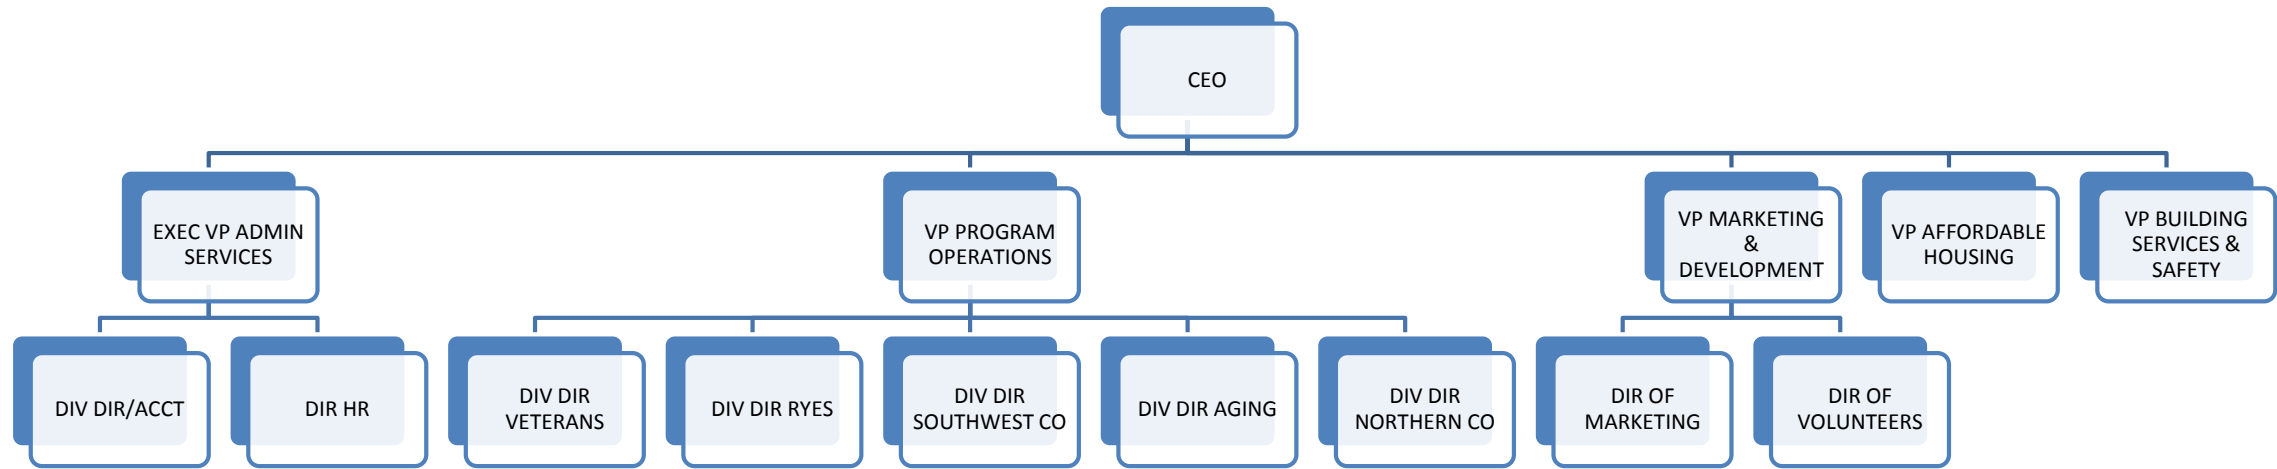 CEO
EXEC VP ADMIN
SERVICES
VP PROGRAM
OPERATIONS
VP MARKETING
&
DEVELOPMENT
VP AFFORDABLE
HOUSING
VP BUILDING
SERVICES &
SAFETY
DIV DIR/ACCT
DIR HR
DIV DIR
VETERANS
DIV DIR RYES
DIV DIR
SOUTHWEST CO
DIV DIR AGING
DIV DIR
NORTHERN CO
DIR OF
MARKETING
DIR OF
VOLUNTEERS